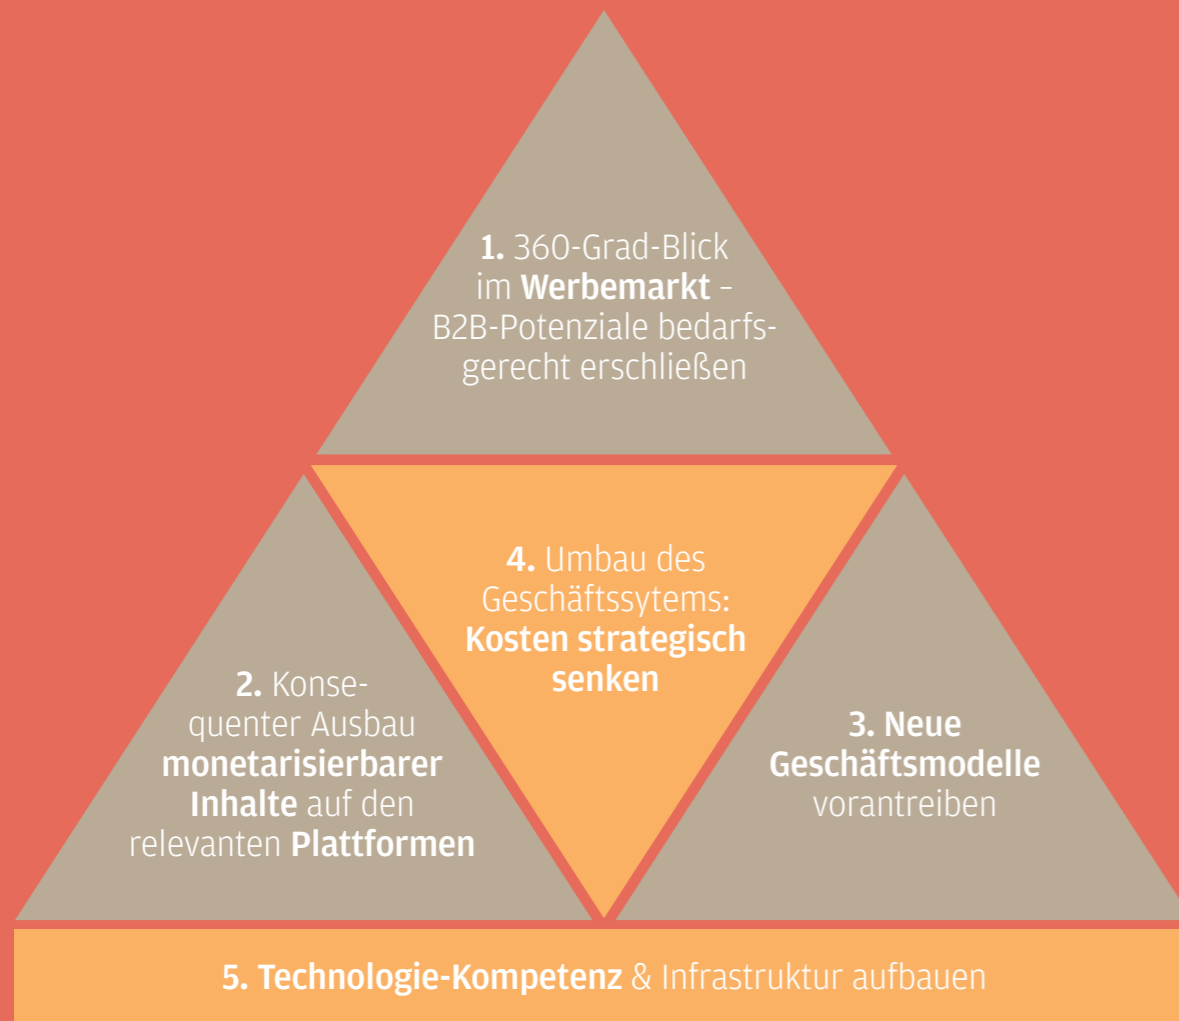 1. 360-Grad-Blick
im Werbemarkt –
B2B-Potenziale bedarfs-
gerecht erschließen
2. Konse-
quenter Ausbau
monetarisierbarer
Inhalte auf den
relevanten Plattformen
3. Neue
Geschäftsmodelle
vorantreiben
4. Umbau des
Geschäftssytems:
Kosten strategisch
senken
5. Technologie-Kompetenz & Infrastruktur aufbauen